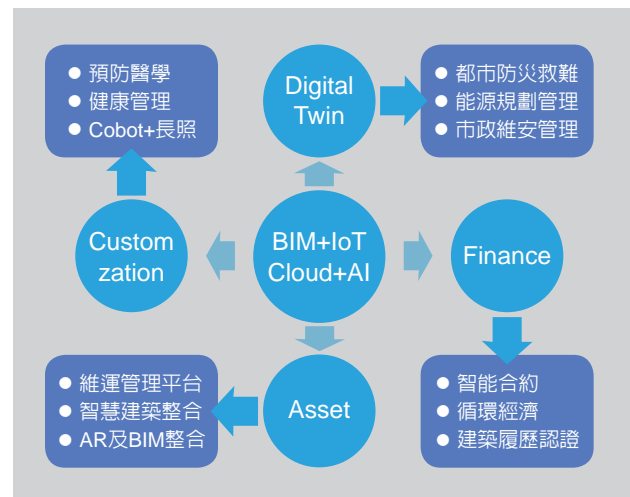 ● 預防醫學
● 健康管理
● Cobot+長照
Digital
Twin
● 都市防災救難
● 能源規劃管理
● 市政維安管理
Custom
zation
BIM+IoT
Cloud+AI
Finance
● 維運管理平台
● 智慧建築整合
● AR及BIM整合
Asset
● 智能合約
● 循環經濟
● 建築履歷認證